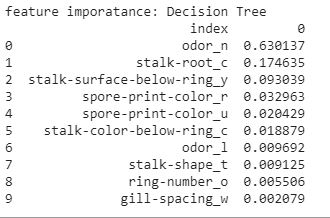 feature imporatance: Decision Tree
index 0
0 odor_n 0.630137
1 stalk-root_c 0.174635
2 stalk-surface-below-ring_y 0.093039
3 spore-print-color_r 0.032963
4 spore-print-color_u 0.020429
5 stalk-color-below-ring_c 0.018879
6 odor_l 0.009692
7 stalk-shape_t 0.009125
8 ring-number_o 0.005506
9 gill-spacing_w 0.002079